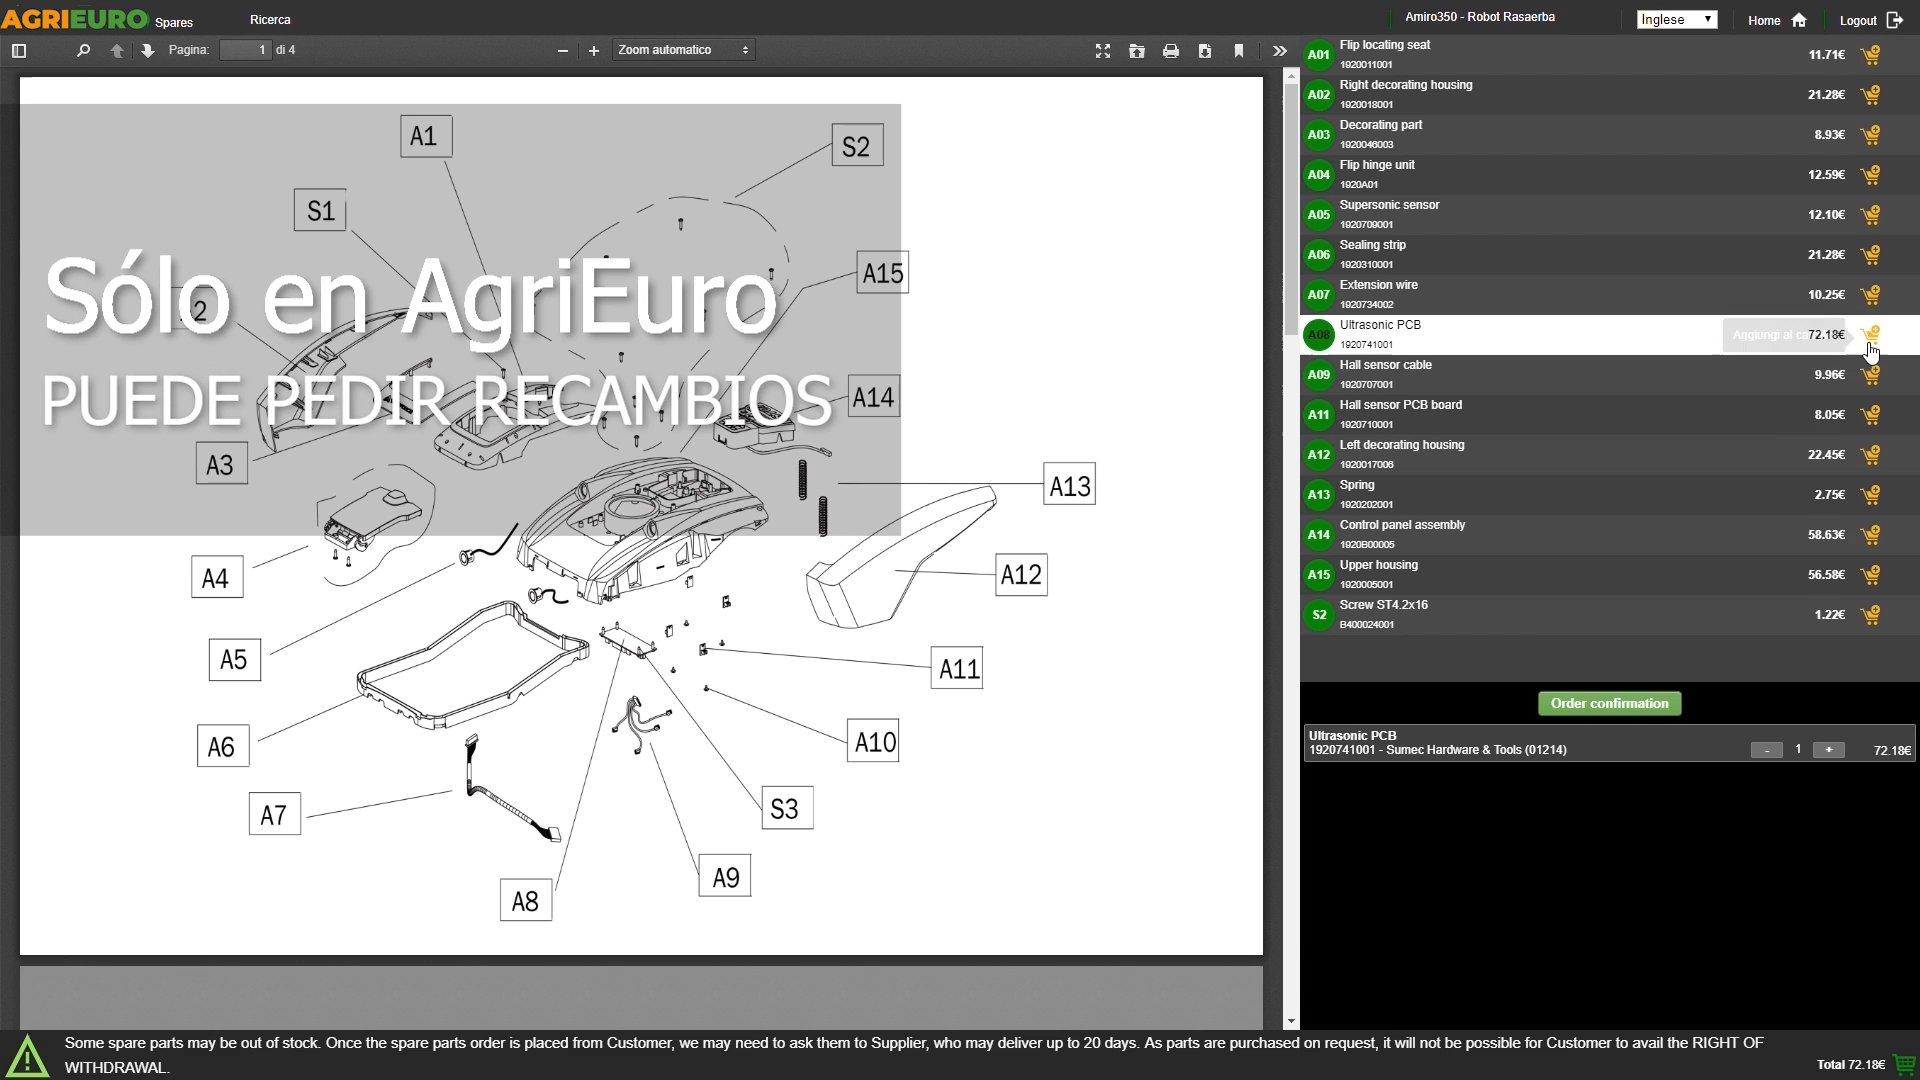 AGRIEURO Spares
Ricerca
Amiro350 - Robot Rasaerba
Inglese
Home
Logout
Pagina: 1 di 4
Zoom automatico
A1
S1
S2
A15
Sólo en AgriEuro
PUEDE PEDIR RECAMBIOS
A14
A3
A13
A4
A12
A5
A11
A6
A10
A7
S3
A9
A8
A01 Flip locating seat 11.71€
1920011001
A02 Right decorating housing 21.28€
1920018001
A03 Decorating part 8.93€
1920046003
A04 Flip hinge unit 12.59€
1920A01
A05 Supersonic sensor 12.10€
1920709001
A06 Sealing strip 21.28€
1920310001
A07 Extension wire 10.25€
1920734002
A08 Ultrasonic PCB Aggiungi al 72.18€
1920741001
A09 Hall sensor cable 9.96€
1920707001
A11 Hall sensor PCB board 8.05€
1920710001
A12 Left decorating housing 22.45€
1920017006
A13 Spring 2.75€
1920202001
A14 Control panel assembly 58.63€
1920B00005
A15 Upper housing 56.58€
1920005001
S2 Screw ST4.2x16 1.22€
B400024001
Order confirmation
Ultrasonic PCB
1920741001 - Sumec Hardware & Tools (01214) - 1 + 72.18€
Some spare parts may be out of stock. Once the spare parts order is placed from Customer, we may need to ask them to Supplier, who may deliver up to 20 days. As parts are purchased on request, it will not be possible for Customer to avail the RIGHT OF
WITHDRAWAL.
Total 72.18€